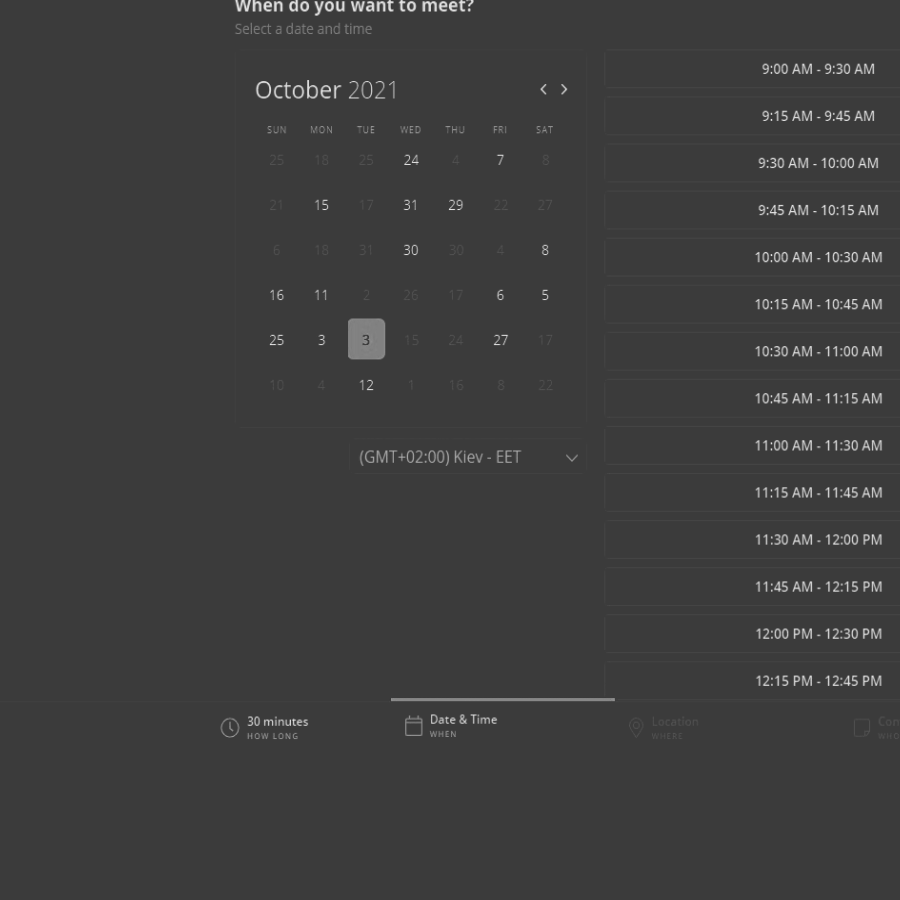 When do you want to meet?
Select a date and time
October 2021
SUN MON TUE WED THU FRI SAT
25 18 25 24 4 7 8
21 15 17 31 29 22 27
6 18 31 30 30 4 8
16 11 2 26 17 6 5
25 3 3 15 24 27 17
10 4 12 1 16 8 22
(GMT+02:00) Kiev - EET
9:00 AM - 9:30 AM
9:15 AM - 9:45 AM
9:30 AM - 10:00 AM
9:45 AM - 10:15 AM
10:00 AM - 10:30 AM
10:15 AM - 10:45 AM
10:30 AM - 11:00 AM
10:45 AM - 11:15 AM
11:00 AM - 11:30 AM
11:15 AM - 11:45 AM
11:30 AM - 12:00 PM
11:45 AM - 12:15 PM
12:00 PM - 12:30 PM
12:15 PM - 12:45 PM
30 minutes
HOW LONG
Date & Time
WHEN
Location
WHERE
Con
WHO